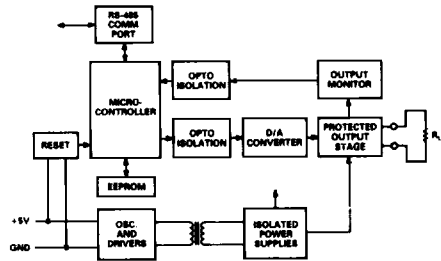 RS-485
COMM
PORT
OPTO
ISOLATION
OUTPUT
MONITOR
MICRO-
CONTROLLER
RESET
OPTO
ISOLATION
D/A
CONVERTER
PROTECTED
OUTPUT
STAGE
RL
EEPROM
+5V
GND
OSC.
AND
DRIVERS
ISOLATED
POWER
SUPPLIES